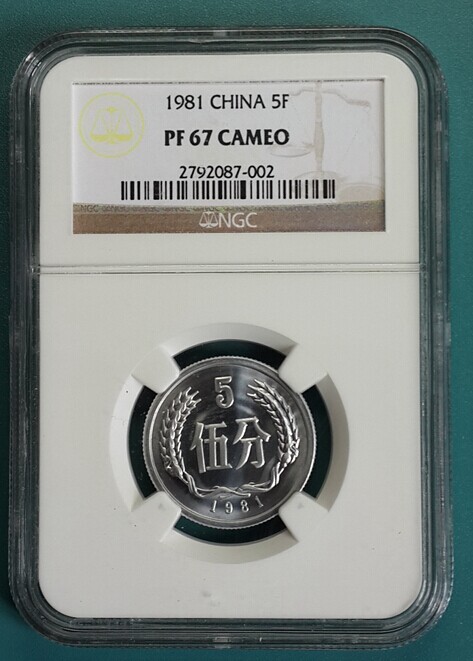 1981 CHINA 5F
PF 67 CAMEO
2792087-002
NGC
5
伍分
1981